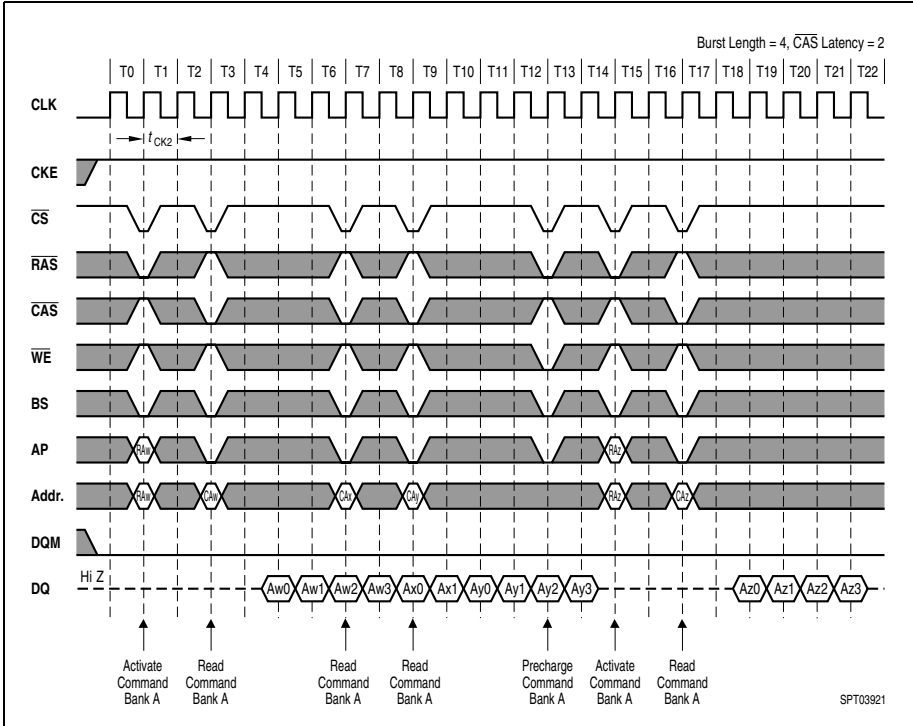 Burst Length = 4, CAS Latency = 2
T0 T1 T2 T3 T4 T5 T6 T7 T8 T9 T10 T11 T12 T13 T14 T15 T16 T17 T18 T19 T20 T21 T22
CLK
t CK2
CKE
CS
RAS
CAS
WE
BS
AP RAw RAz
Addr. RAw CAw CAx CAy RAz CAz
DQM
Hi Z
DQ Aw0 Aw1 Aw2 Aw3 Ax0 Ax1 Ay0 Ay1 Ay2 Ay3 Az0 Az1 Az2 Az3
Activate Read Read Read Precharge Activate Read
Command Command Command Command Command Command Command
Bank A Bank A Bank A Bank A Bank A Bank A Bank A
SPT03921